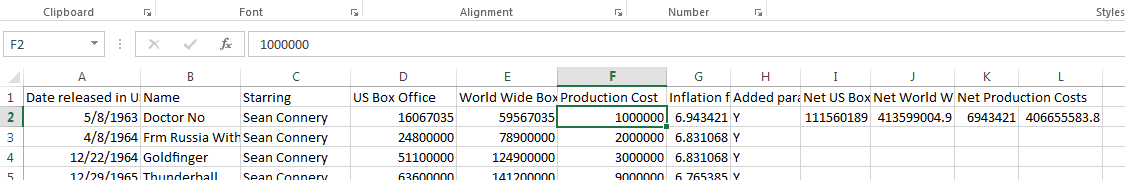 Clipboard Font Alignment Number Styles
F2 fx 1000000
A B C D E F G H I J K L
1 Date released in U Name Starring US Box Office World Wide Box Production Cost Inflation f Added para Net US Box Net World W Net Production Costs
2 5/8/1963 Doctor No Sean Connery 16067035 59567035 1000000 6.943421 Y 111560189 413599004.9 6943421 406655583.8
3 4/8/1964 Frm Russia With Sean Connery 24800000 78900000 2000000 6.831068 Y
4 12/22/1964 Goldfinger Sean Connery 51100000 124900000 3000000 6.831068 Y
5 12/29/1965 Thunderball Sean Connery 63600000 141200000 9000000 6.765385 Y